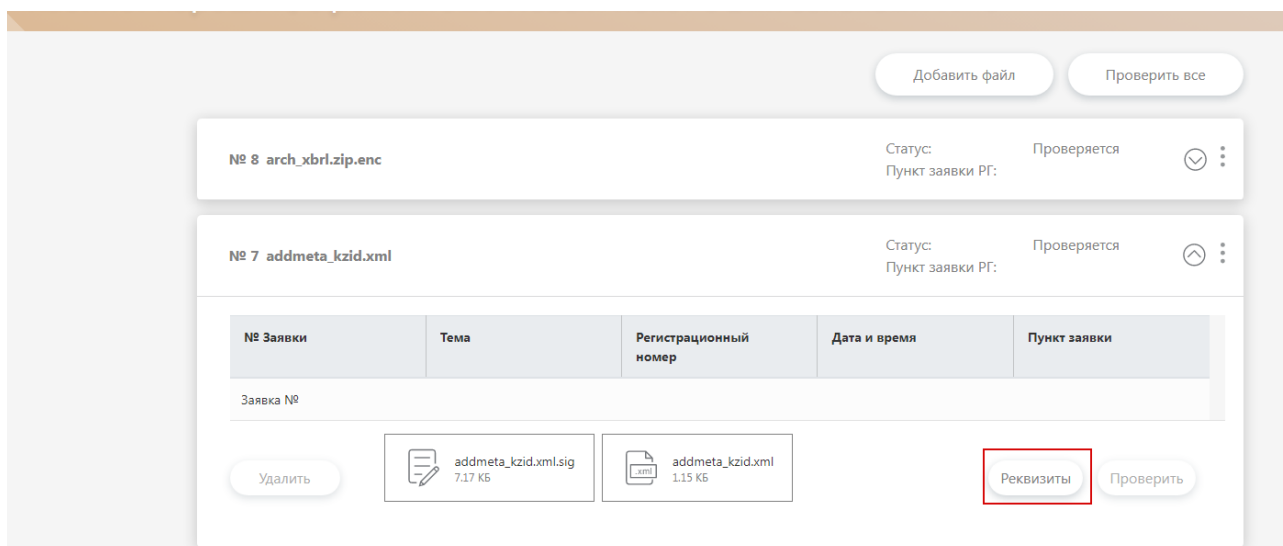 Добавить файл
Проверить все
№ 8 arch_xbrl.zip.enc
Статус: Проверяется
Пункт заявки РГ:
№ 7 addmeta_kzid.xml
Статус: Проверяется
Пункт заявки РГ:
№ Заявки
Тема
Регистрационный
номер
Дата и время
Пункт заявки
Заявка №
Удалить
addmeta_kzid.xml.sig
7.17 КБ
.xml
addmeta_kzid.xml
1.15 КБ
Реквизиты
Проверить